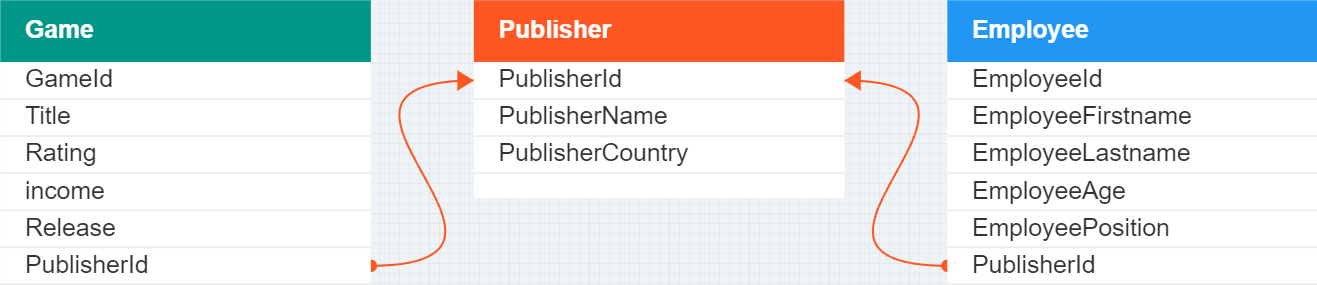 Game
GameId
Title
Rating
income
Release
PublisherId
Publisher
PublisherId
PublisherName
PublisherCountry
Employee
EmployeeId
EmployeeFirstname
EmployeeLastname
EmployeeAge
EmployeePosition
PublisherId